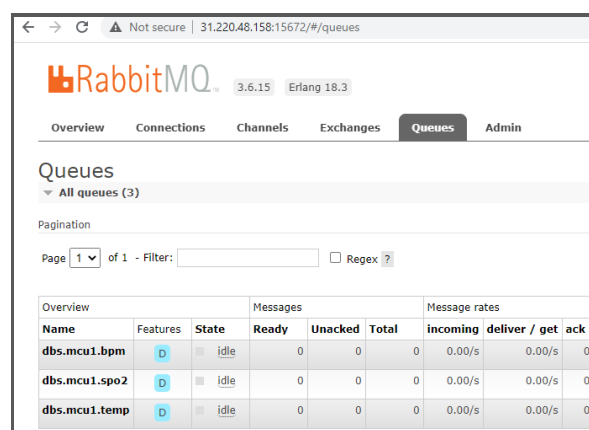 Not secure 31.220.48.158:15672/#/queues
RabbitMQ 3.6.15 Erlang 18.3
Overview Connections Channels Exchanges Queues Admin
Queues
All queues (3)
Pagination
Page 1 of 1 - Filter: Regex ?
Overview Messages Message rates
Name Features State Ready Unacked Total incoming deliver / get ack
dbs.mcu1.bpm D idle 0 0 0 0.00/s 0.00/s 0
dbs.mcu1.spo2 D idle 0 0 0 0.00/s 0.00/s 0
dbs.mcu1.temp D idle 0 0 0 0.00/s 0.00/s 0